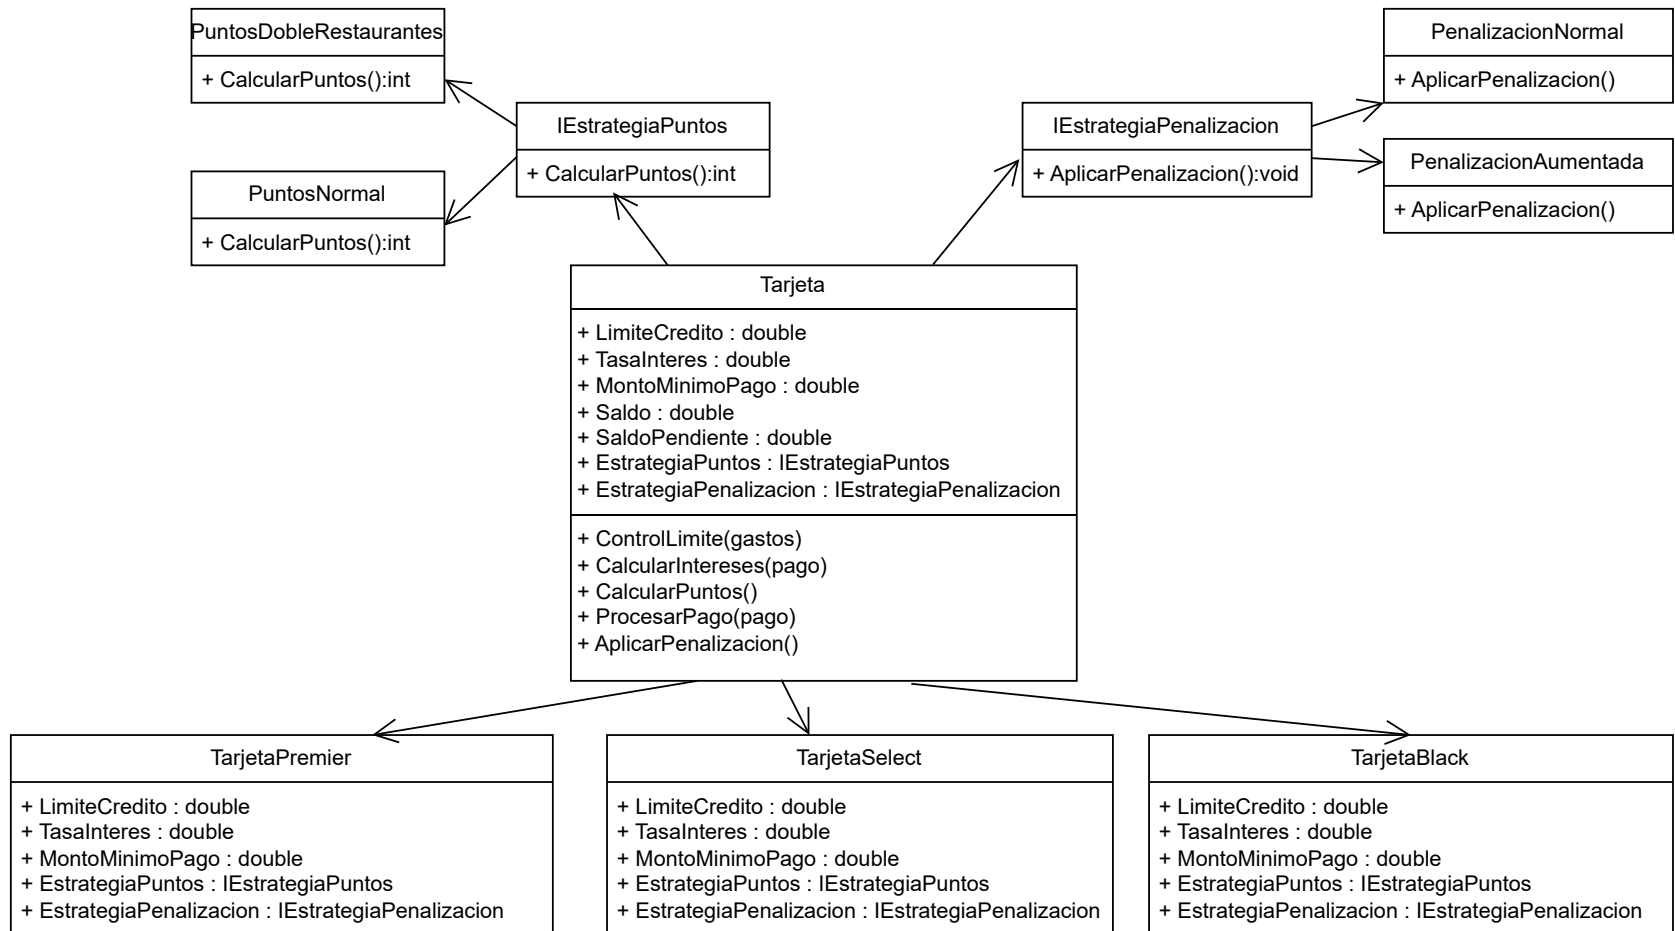 PuntosDobleRestaurantes
+ CalcularPuntos():int
PuntosNormal
+ CalcularPuntos():int
IEstrategiaPuntos
+ CalcularPuntos():int
IEstrategiaPenalizacion
+ AplicarPenalizacion():void
PenalizacionNormal
+ AplicarPenalizacion()
PenalizacionAumentada
+ AplicarPenalizacion()
Tarjeta
+ LimiteCredito : double
+ TasaInteres : double
+ MontoMinimoPago : double
+ Saldo : double
+ SaldoPendiente : double
+ EstrategiaPuntos : IEstrategiaPuntos
+ EstrategiaPenalizacion : IEstrategiaPenalizacion
+ ControlLimite(gastos)
+ CalcularIntereses(pago)
+ CalcularPuntos()
+ ProcesarPago(pago)
+ AplicarPenalizacion()
TarjetaPremier
+ LimiteCredito : double
+ TasaInteres : double
+ MontoMinimoPago : double
+ EstrategiaPuntos : IEstrategiaPuntos
+ EstrategiaPenalizacion : IEstrategiaPenalizacion
TarjetaSelect
+ LimiteCredito : double
+ TasaInteres : double
+ MontoMinimoPago : double
+ EstrategiaPuntos : IEstrategiaPuntos
+ EstrategiaPenalizacion : IEstrategiaPenalizacion
TarjetaBlack
+ LimiteCredito : double
+ TasaInteres : double
+ MontoMinimoPago : double
+ EstrategiaPuntos : IEstrategiaPuntos
+ EstrategiaPenalizacion : IEstrategiaPenalizacion